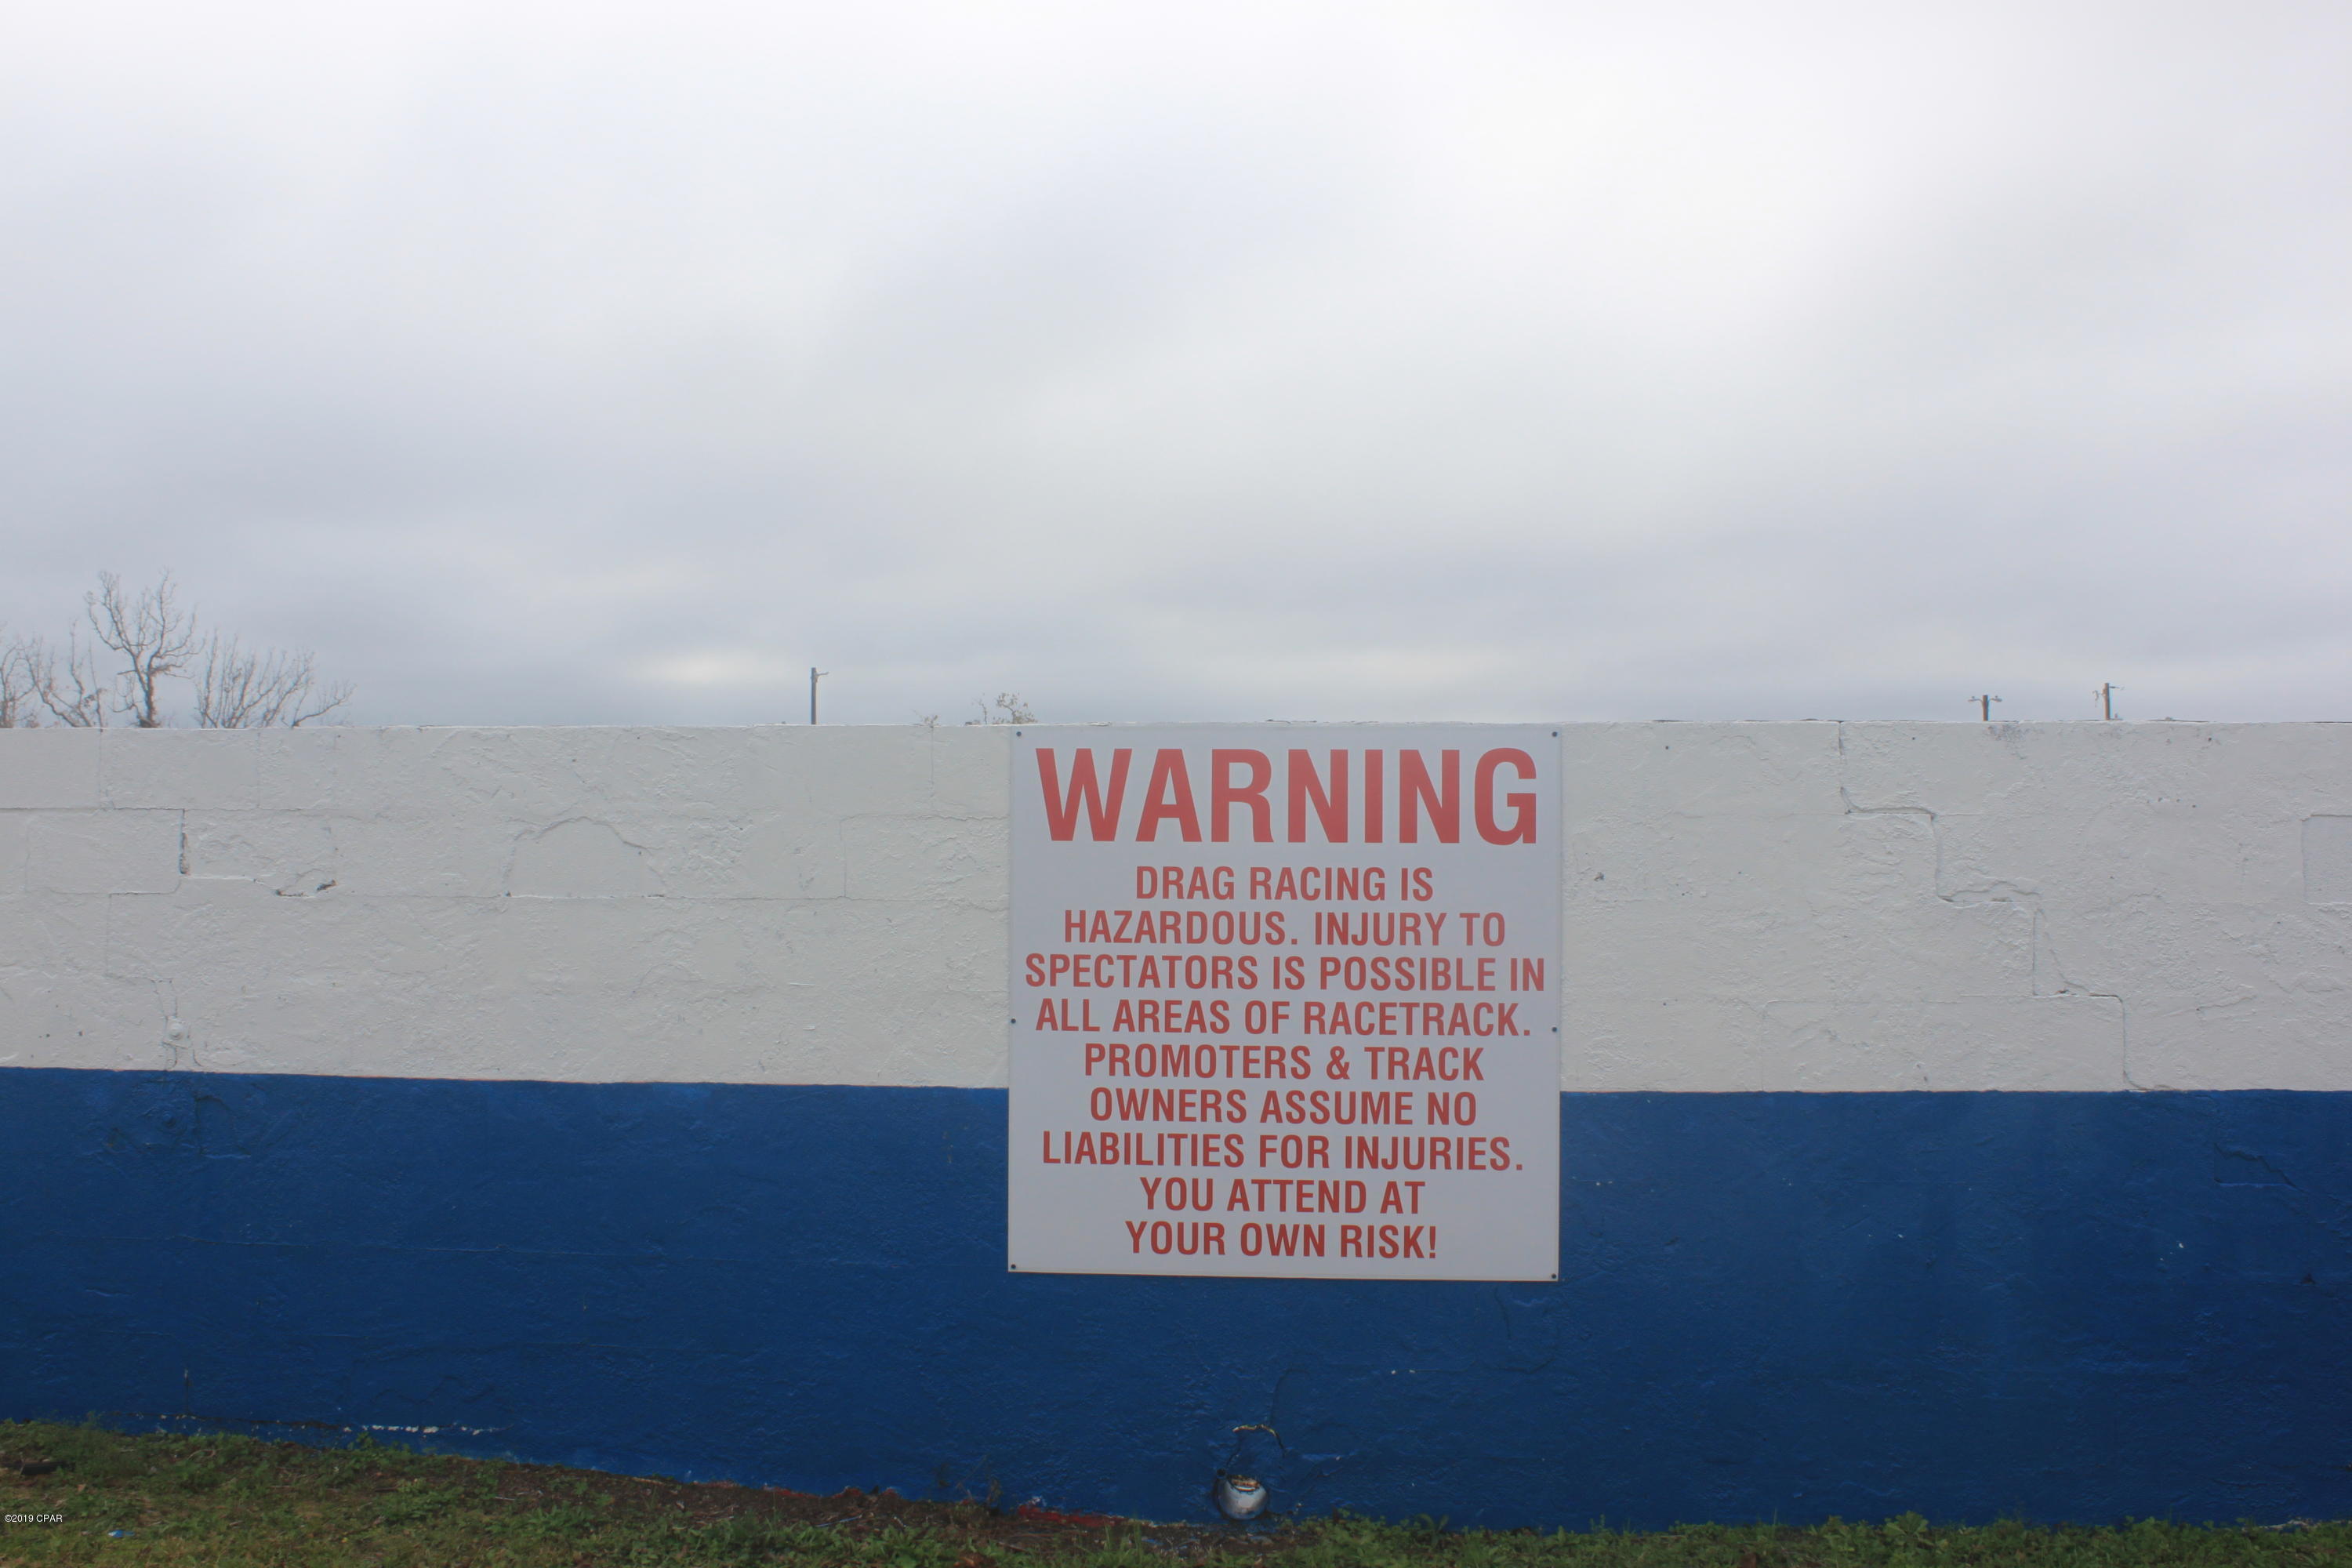 WARNING
DRAG RACING IS
HAZARDOUS. INJURY TO
SPECTATORS IS POSSIBLE IN
ALL AREAS OF RACETRACK.
PROMOTERS & TRACK
OWNERS ASSUME NO
LIABILITIES FOR INJURIES.
YOU ATTEND AT
YOUR OWN RISK!
©2019 CPAR